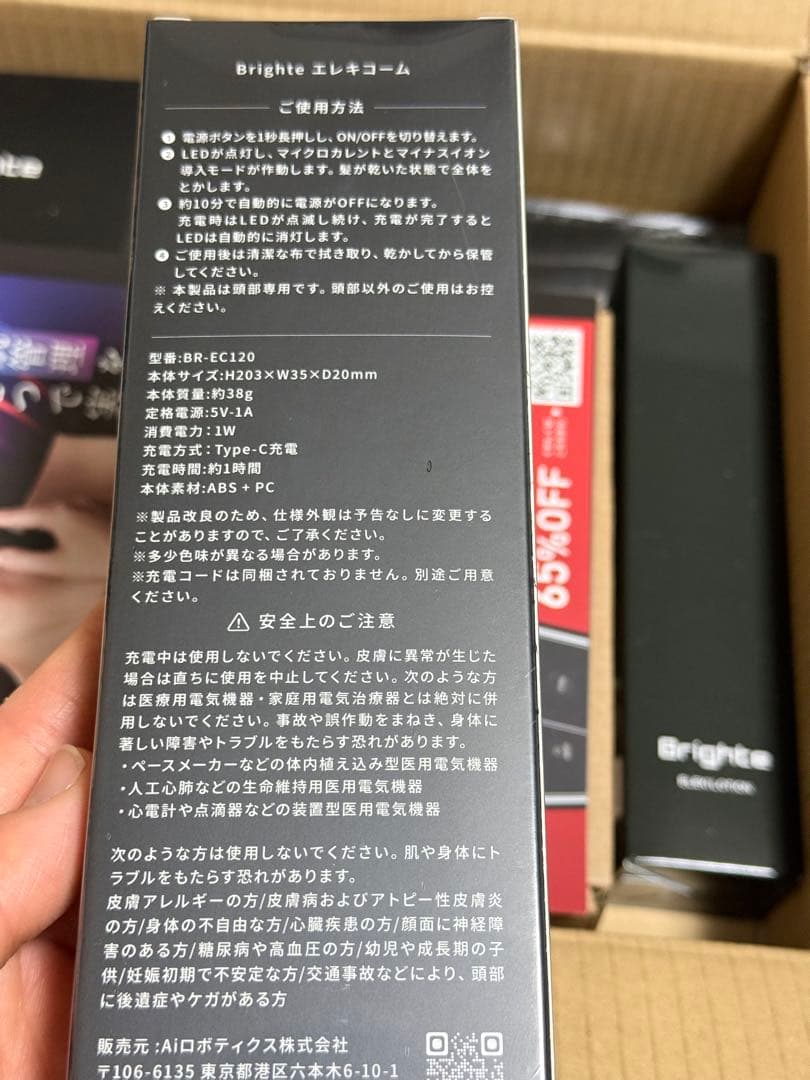 Brighte エレキコーム
ご使用方法
❶ 電源ボタンを1秒長押しし、ON/OFFを切り替えます。
❷ LEDが点灯し、マイクロカレントとマイナスイオン
導入モードが作動します。髪が乾いた状態で全体を
とかします。
❸ 約10分で自動的に電源がOFFになります。
充電時はLEDが点滅し続け、充電が完了すると
LEDは自動的に消灯します。
❹ ご使用後は清潔な布で拭き取り、乾かしてから保管
してください。
※ 本製品は頭部専用です。頭部以外のご使用はお控
えください。
型番:BR-EC120
本体サイズ:H203×W35×D20mm
本体質量:約38g
定格電源:5V-1A
消費電力:1W
充電方式:Type-C充電
充電時間:約1時間
本体素材:ABS + PC
※製品改良のため、仕様外観は予告なしに変更する
ことがありますので、ご了承ください。
※多少色味が異なる場合があります。
※充電コードは同梱されておりません。別途ご用意
ください。
⚠ 安全上のご注意
充電中は使用しないでください。皮膚に異常が生じた
場合は直ちに使用を中止してください。次のような方
は医療用電気機器・家庭用電気治療器とは絶対に併
用しないでください。事故や誤作動をまねき、身体に
著しい障害やトラブルをもたらす恐れがあります。
・ペースメーカーなどの体内植え込み型医用電気機器
・人工心肺などの生命維持用医用電気機器
・心電計や点滴器などの装置型医用電気機器
次のような方は使用しないでください。肌や身体にト
ラブルをもたらす恐れがあります。
皮膚アレルギーの方/皮膚病およびアトピー性皮膚炎
の方/身体の不自由な方/心臓疾患の方/顔面に神経障
害のある方/糖尿病や高血圧の方/幼児や成長期の子
供/妊娠初期で不安定な方/交通事故などにより、頭部
に後遺症やケガがある方
販売元 :Aiロボティクス株式会社
〒106-6135 東京都港区六本木6-10-1
65%OFF
Brighte
ELEKI LOTION